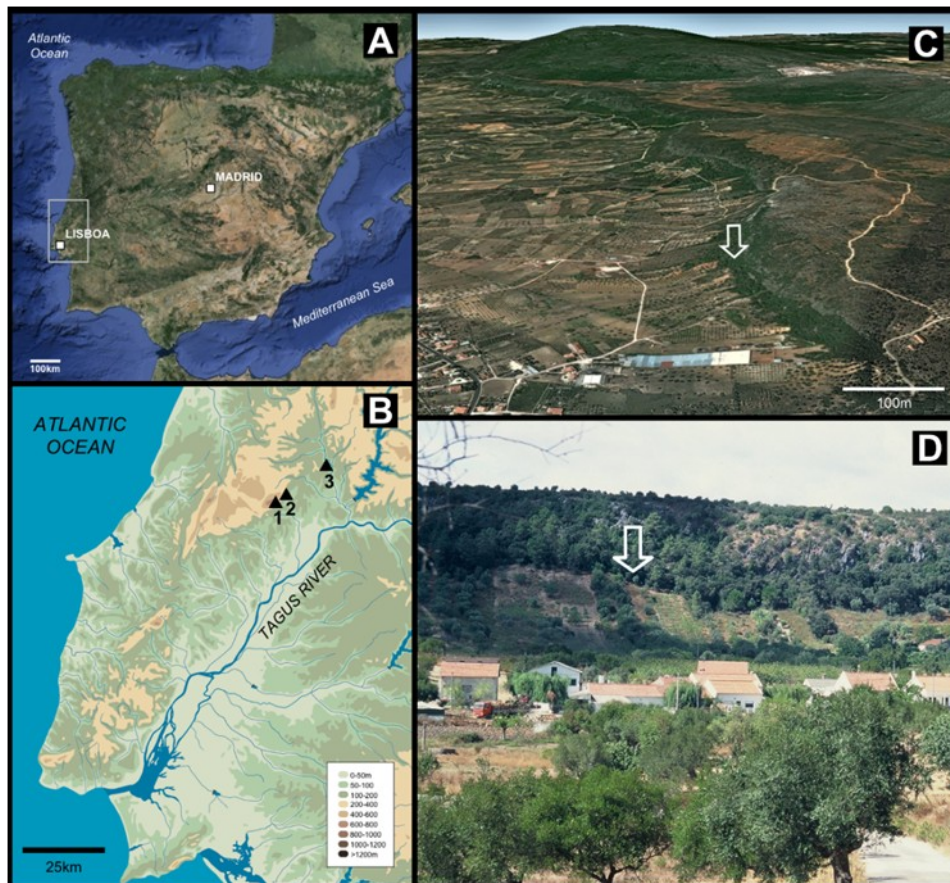 A
Atlantic
Ocean
MADRID
LISBOA
Mediterranean Sea
100km
B
ATLANTIC
OCEAN
3
2
1
TAGUS RIVER
0-50m
50-100
100-200
200-400
400-600
600-800
800-1000
1000-1200
>1200m
25km
C
100m
D